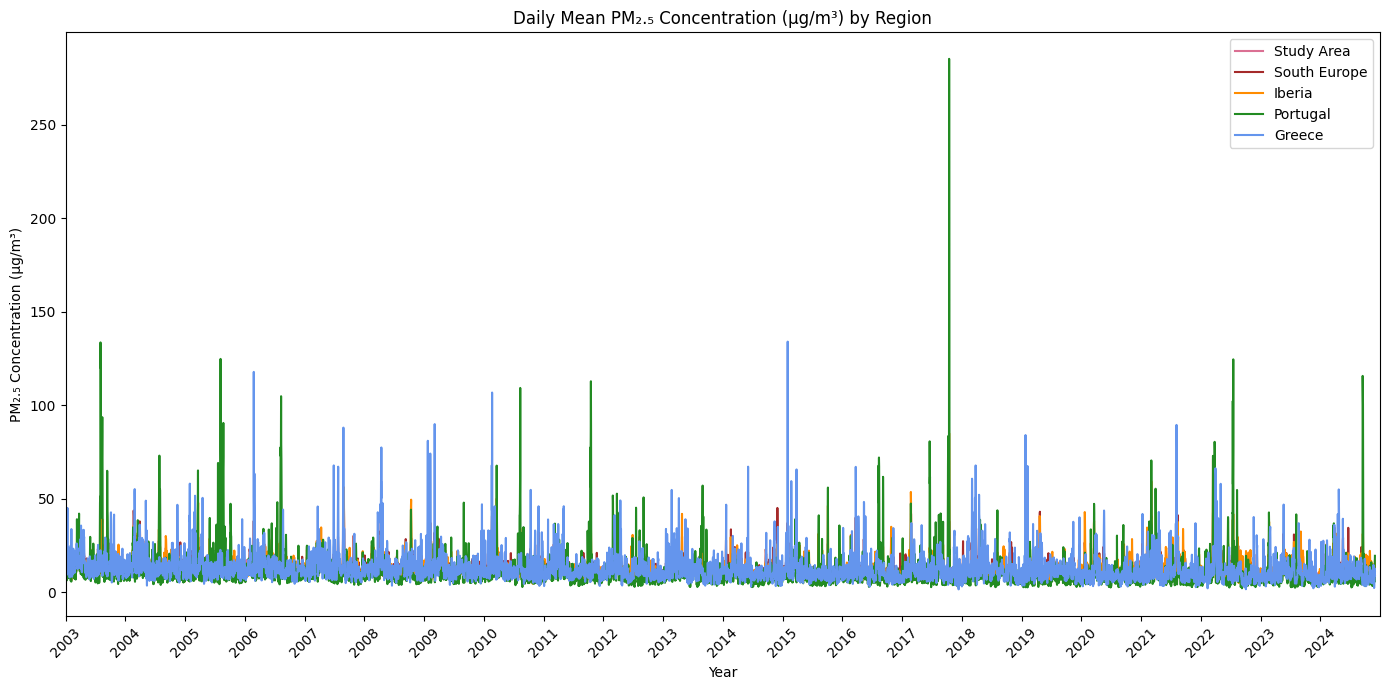 Daily Mean PM₂.₅ Concentration (µg/m³) by Region
Study Area
South Europe
Iberia
Portugal
Greece
PM₂.₅ Concentration (µg/m³)
250
200
150
100
50
0
2003 2004 2005 2006 2007 2008 2009 2010 2011 2012 2013 2014 2015 2016 2017 2018 2019 2020 2021 2022 2023 2024
Year